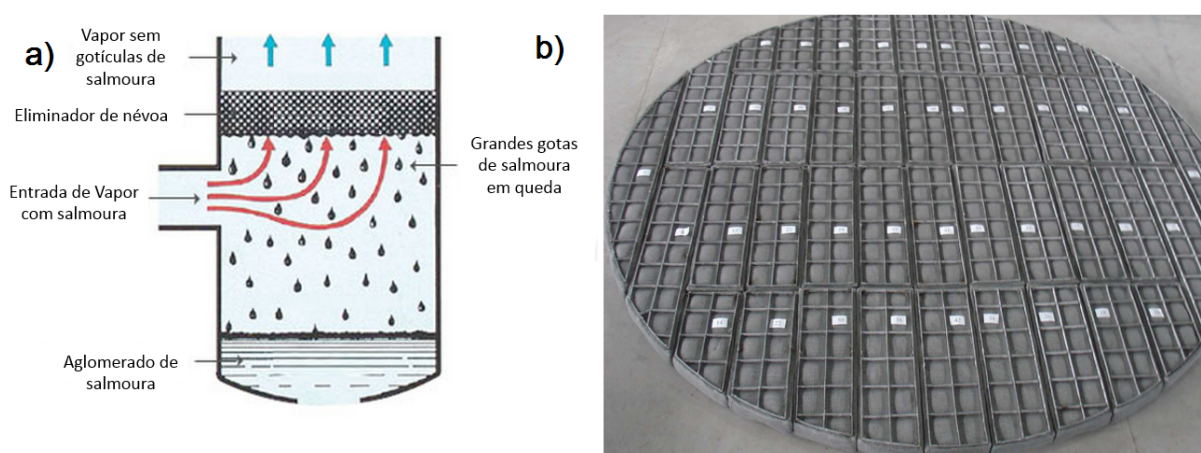 a)
Vapor sem
gotículas de
salmoura
Eliminador de névoa
Entrada de Vapor
com salmoura
Aglomerado de
salmoura
Grandes gotas
de salmoura
em queda
b)